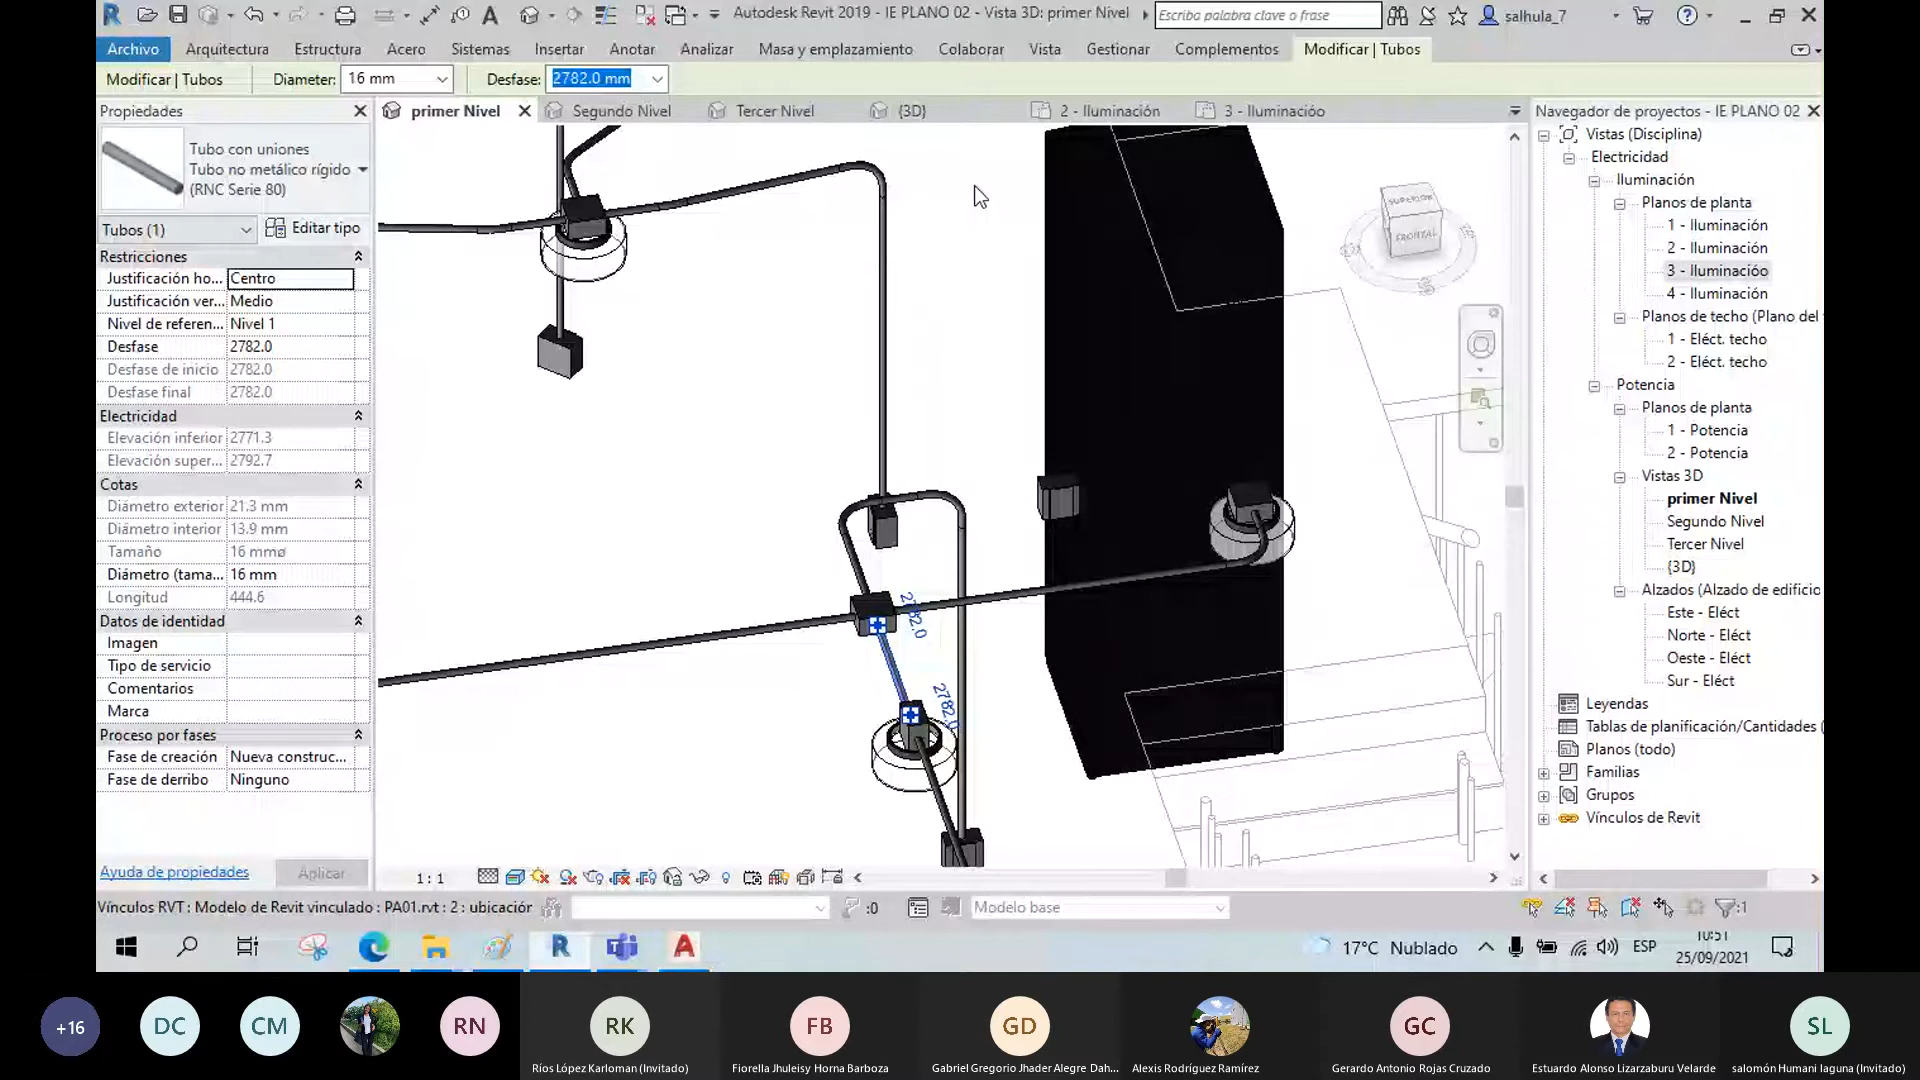 Autodesk Revit 2019 - IE PLANO 02 - Vista 3D: primer Nivel
Escriba palabra clave o frase
salhula_7
Archivo Arquitectura Estructura Acero Sistemas Insertar Anotar Analizar Masa y emplazamiento Colaborar Vista Gestionar Complementos Modificar | Tubos
Modificar | Tubos Diameter: 16 mm Desfase: 2782.0 mm
Propiedades
primer Nivel Segundo Nivel Tercer Nivel {3D} 2 - Iluminación 3 - Iluminacióo
Navegador de proyectos - IE PLANO 02
Tubo con uniones
Tubo no metálico rígido
(RNC Serie 80)
Tubos (1) Editar tipo
Restricciones
Justificación ho... Centro
Justificación ver... Medio
Nivel de referen... Nivel 1
Desfase 2782.0
Desfase de inicio 2782.0
Desfase final 2782.0
Electricidad
Elevación inferior 2771.3
Elevación super... 2792.7
Cotas
Diámetro exterior 21.3 mm
Diámetro interior 13.9 mm
Tamaño 16 mmø
Diámetro (tama... 16 mm
Longitud 444.6
Datos de identidad
Imagen
Tipo de servicio
Comentarios
Marca
Proceso por fases
Fase de creación Nueva construc...
Fase de derribo Ninguno
Ayuda de propiedades Aplicar
SUPERIOR
FRONTAL
2782.0
2782.0
Vistas (Disciplina)
Electricidad
Iluminación
Planos de planta
1 - Iluminación
2 - Iluminación
3 - Iluminacióo
4 - Iluminación
Planos de techo (Plano del
1 - Eléct. techo
2 - Eléct. techo
Potencia
Planos de planta
1 - Potencia
2 - Potencia
Vistas 3D
primer Nivel
Segundo Nivel
Tercer Nivel
{3D}
Alzados (Alzado de edificio
Este - Eléct
Norte - Eléct
Oeste - Eléct
Sur - Eléct
Leyendas
Tablas de planificación/Cantidades (
Planos (todo)
Familias
Grupos
Vínculos de Revit
1 : 1
Vínculos RVT : Modelo de Revit vinculado : PA01.rvt : 2 : ubicación
:0
Modelo base
:1
17°C Nublado
ESP
10:51
25/09/2021
+16
DC
CM
RN
RK
FB
GD
GC
SL
Ríos López Karloman (Invitado)
Fiorella Jhuleisy Horna Barboza
Gabriel Gregorio Jhader Alegre Dah...
Alexis Rodríguez Ramírez
Gerardo Antonio Rojas Cruzado
Estuardo Alonso Lizarzaburu Velarde
salomón Humani laguna (Invitado)